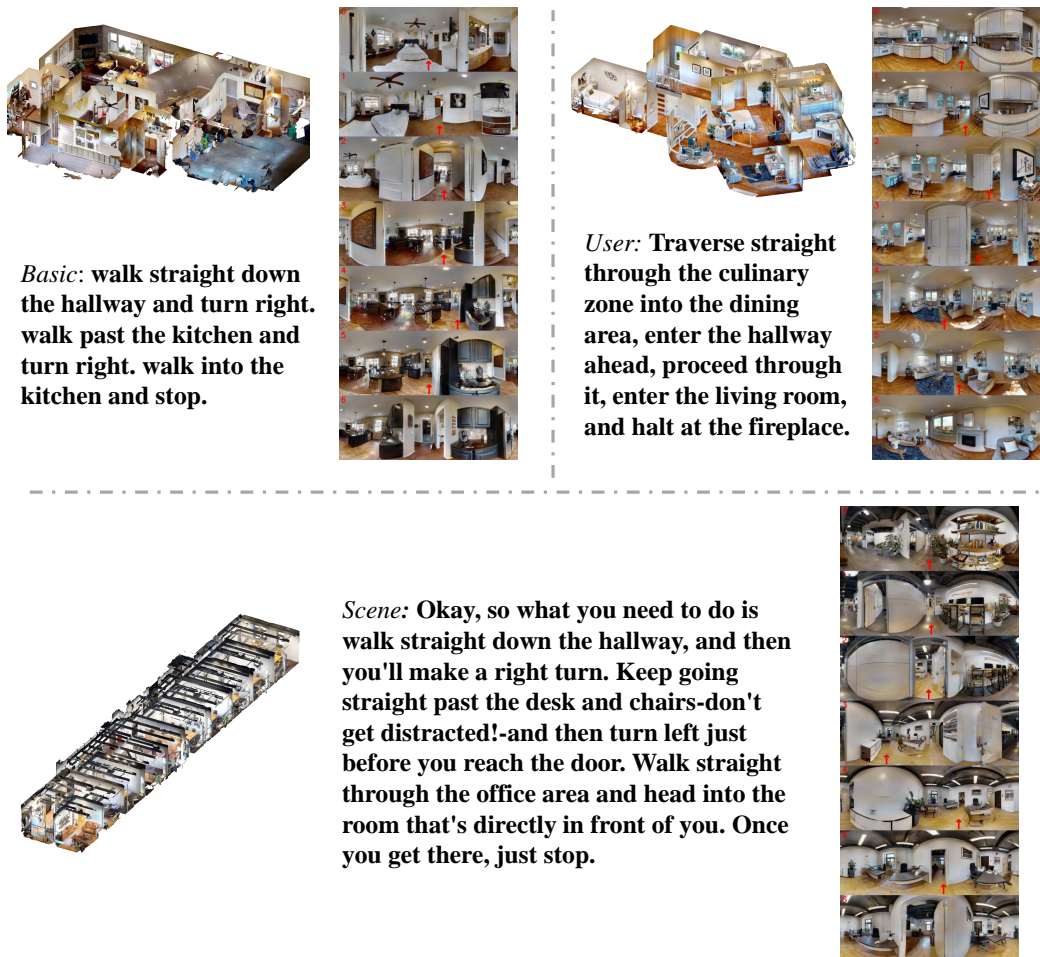 Basic: walk straight down
the hallway and turn right.
walk past the kitchen and
turn right. walk into the
kitchen and stop.
User: Traverse straight
through the culinary
zone into the dining
area, enter the hallway
ahead, proceed through
it, enter the living room,
and halt at the fireplace.
Scene: Okay, so what you need to do is
walk straight down the hallway, and then
you'll make a right turn. Keep going
straight past the desk and chairs-don't
get distracted!-and then turn left just
before you reach the door. Walk straight
through the office area and head into the
room that's directly in front of you. Once
you get there, just stop.